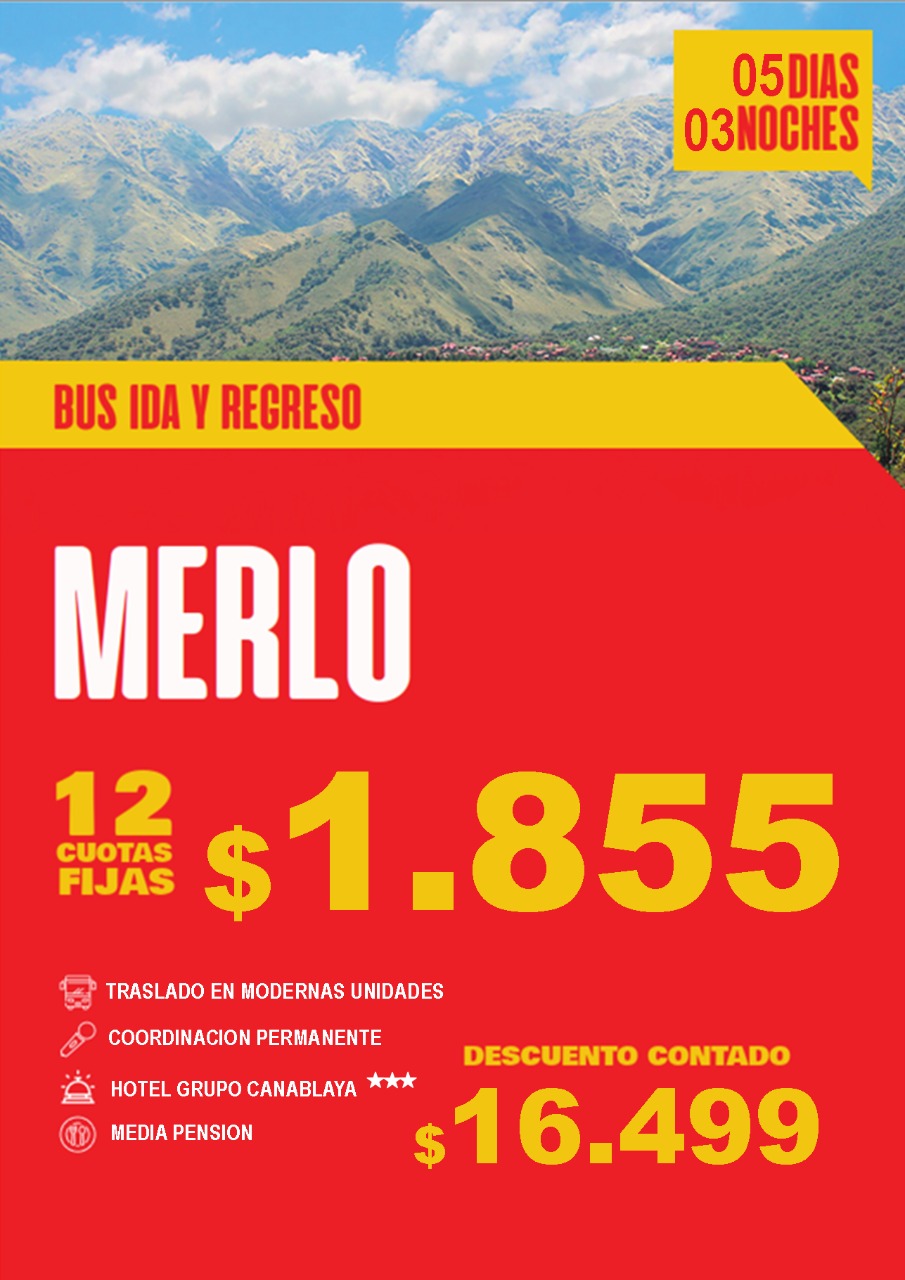 05 DIAS
03 NOCHES
BUS IDA Y REGRESO
MERLO
12
CUOTAS
FIJAS
$1.855
TRASLADO EN MODERNAS UNIDADES
COORDINACION PERMANENTE
HOTEL GRUPO CANABLAYA ★★★
MEDIA PENSION
DESCUENTO CONTADO
$16.499